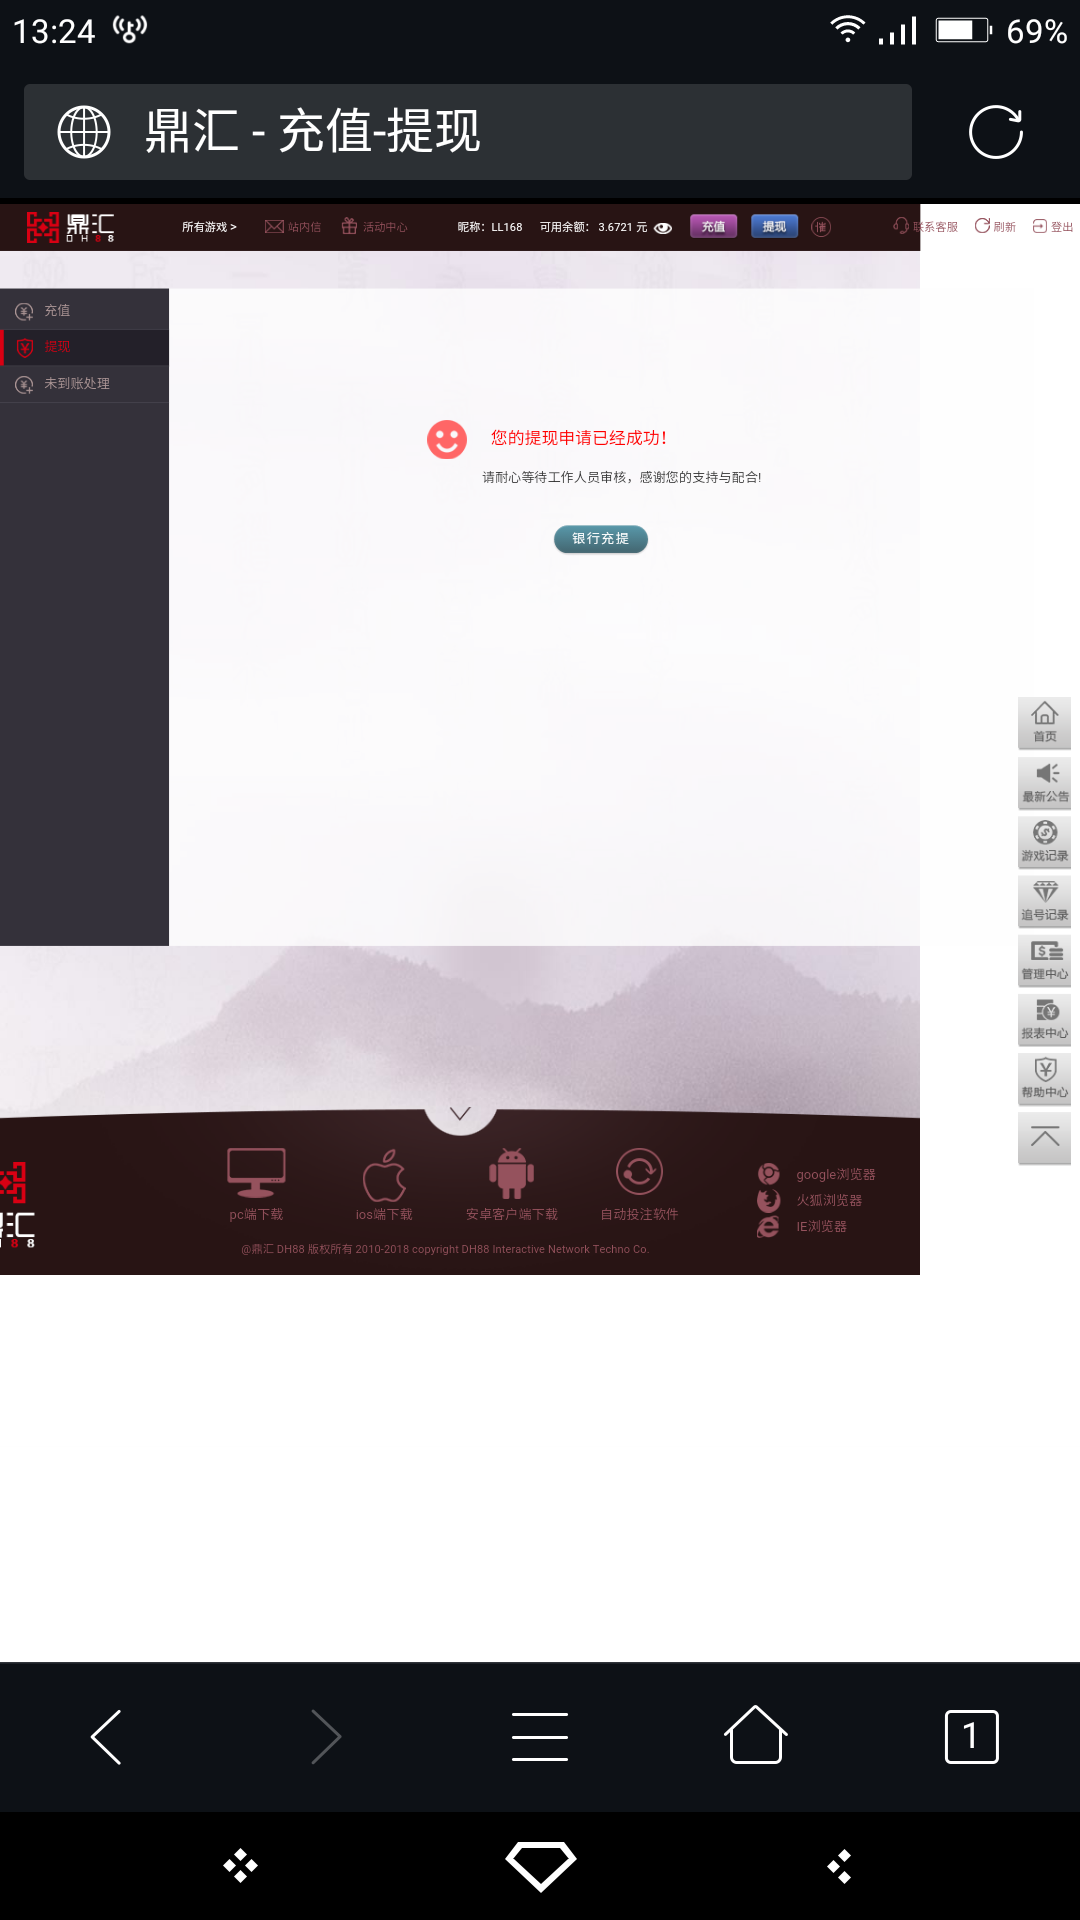 13:24
69%
鼎汇 - 充值-提现
鼎汇
DH88
所有游戏 >
站内信
活动中心
昵称：LL168
可用余额： 3.6721 元
充值
提现
催
联系客服
刷新
登出
充值
提现
未到账处理
您的提现申请已经成功！
请耐心等待工作人员审核，感谢您的支持与配合!
银行充提
首页
最新公告
游戏记录
追号记录
管理中心
报表中心
帮助中心
pc端下载
ios端下载
安卓客户端下载
自动投注软件
google浏览器
火狐浏览器
IE浏览器
鼎汇
H88
@鼎汇 DH88 版权所有 2010-2018 copyright DH88 Interactive Network Techno Co.
1